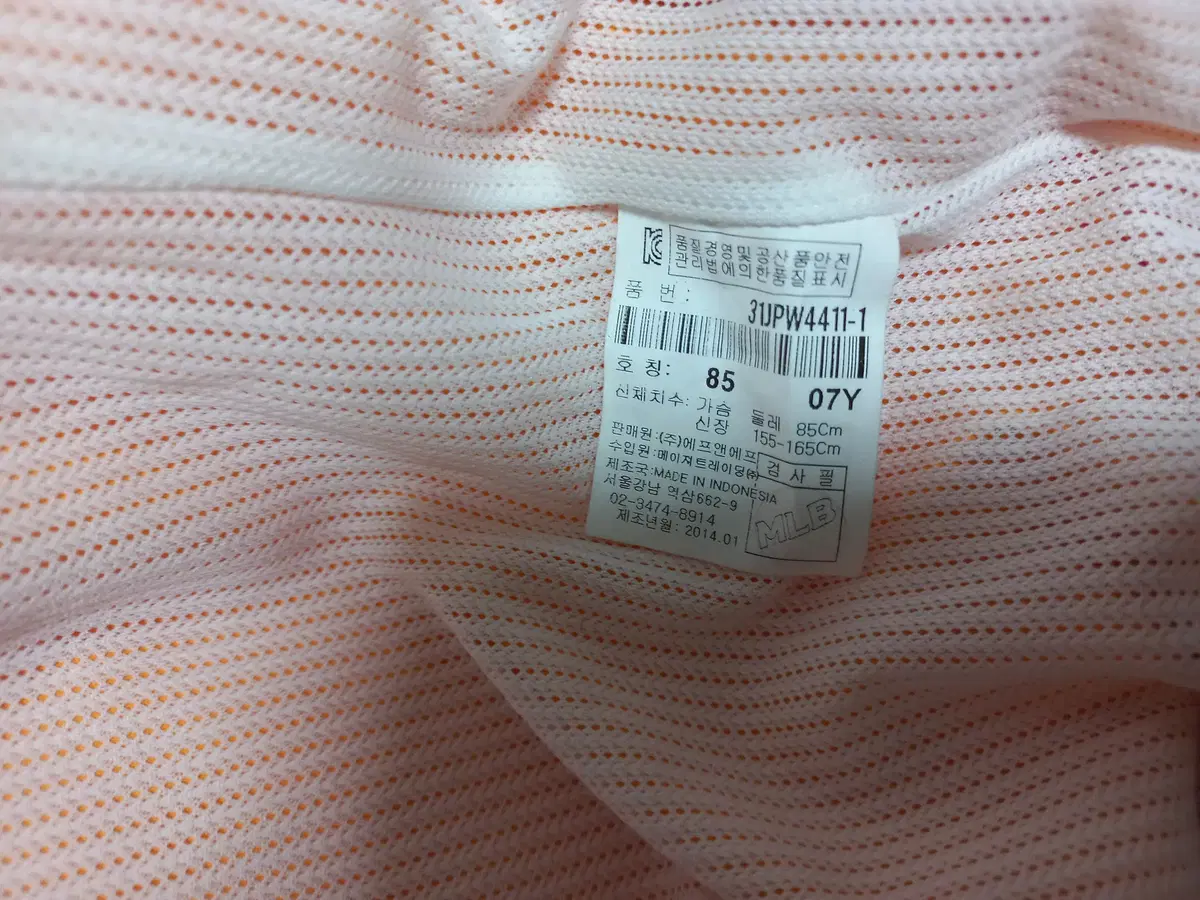 품질경영및공산품안전
관리법에의한품질표시
품 번 :
31JPW4411-1
호 칭: 85 07Y
신체치수: 가슴 둘레 85Cm
신장 155-165Cm
판매원:(주)에프앤에프
수입원:메이져트레이딩(주)
제조국:MADE IN INDONESIA
서울강남 역삼662-9
02-3474-8914
제조년월: 2014.01
검 사 필
MLB